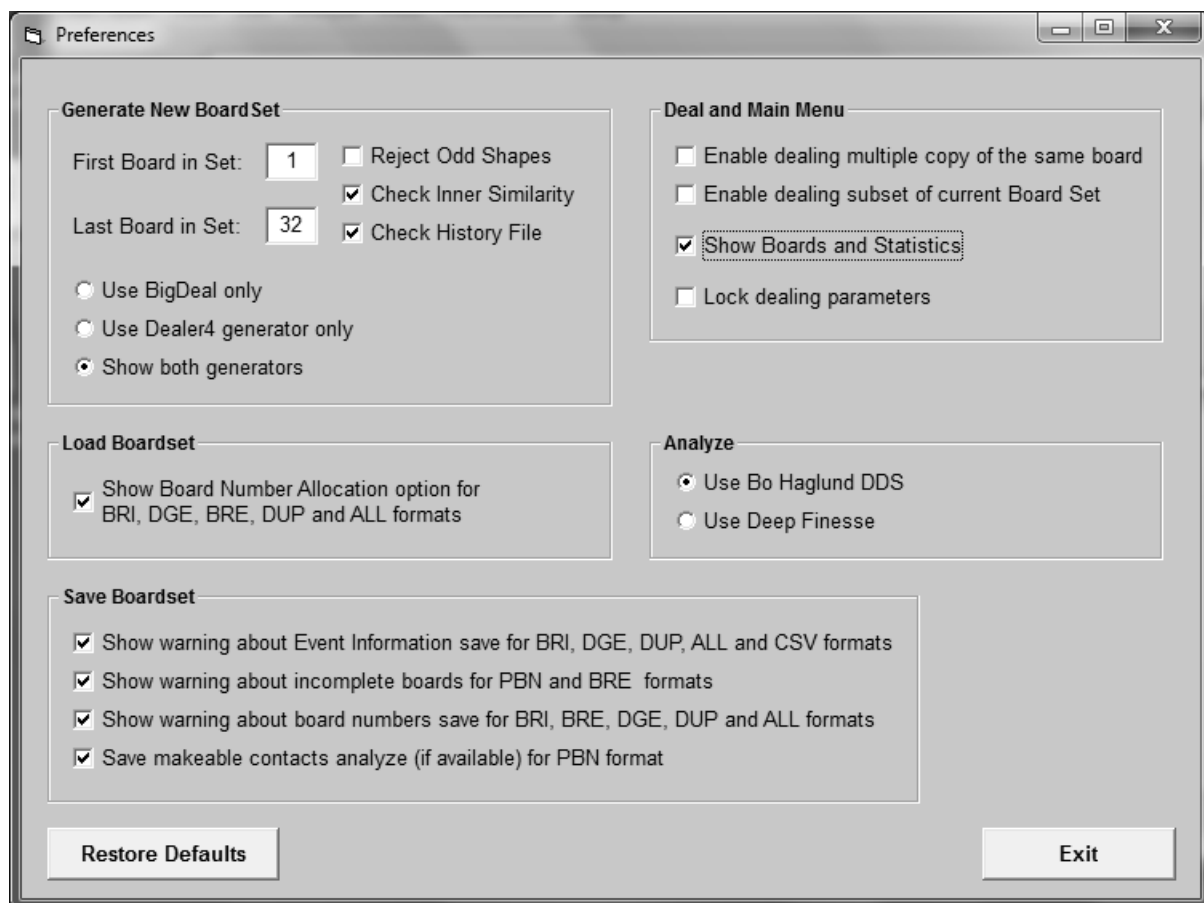 Preferences
Generate New BoardSet
First Board in Set: 1
Last Board in Set: 32
Reject Odd Shapes
Check Inner Similarity
Check History File
Use BigDeal only
Use Dealer4 generator only
Show both generators
Deal and Main Menu
Enable dealing multiple copy of the same board
Enable dealing subset of current Board Set
Show Boards and Statistics
Lock dealing parameters
Load Boardset
Show Board Number Allocation option for
BRI, DGE, BRE, DUP and ALL formats
Analyze
Use Bo Haglund DDS
Use Deep Finesse
Save Boardset
Show warning about Event Information save for BRI, DGE, DUP, ALL and CSV formats
Show warning about incomplete boards for PBN and BRE formats
Show warning about board numbers save for BRI, BRE, DGE, DUP and ALL formats
Save makeable contacts analyze (if available) for PBN format
Restore Defaults
Exit